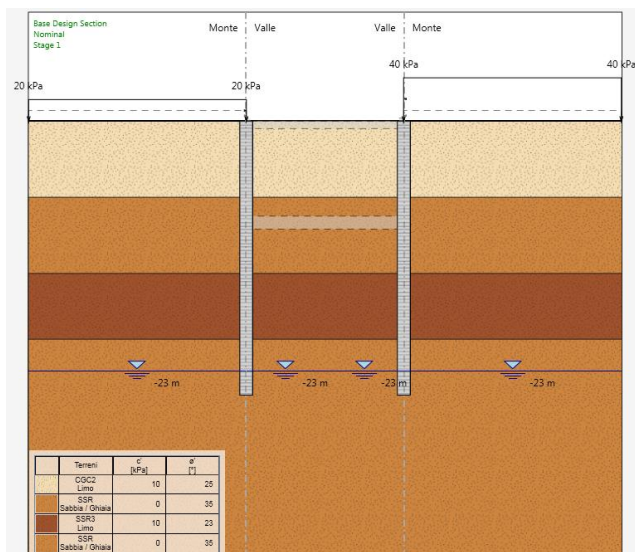 Base Design Section
Nominal
Stage 1
Monte Valle Valle Monte
40 kPa 40 kPa
20 kPa 20 kPa
-23 m -23 m -23 m -23 m
Terreni c' [kPa] ø' [°]
CGC2 Limo 10 25
SSR Sabbia / Ghiaia 0 35
SSR3 Limo 10 23
SSR Sabbia / Ghiaia 0 35